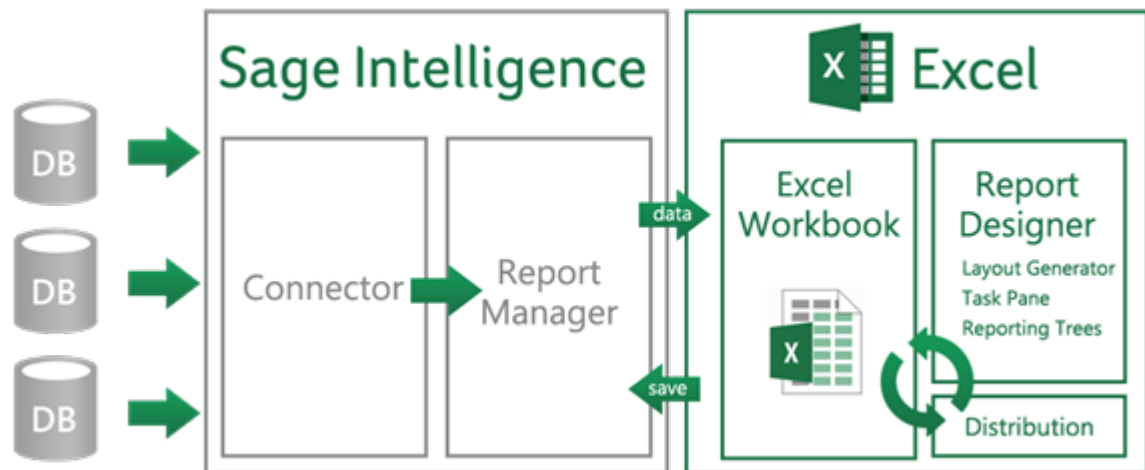 Sage Intelligence
X Excel
DB
DB
DB
Connector
Report
Manager
data
save
Excel
Workbook
X
Report
Designer
Layout Generator
Task Pane
Reporting Trees
Distribution